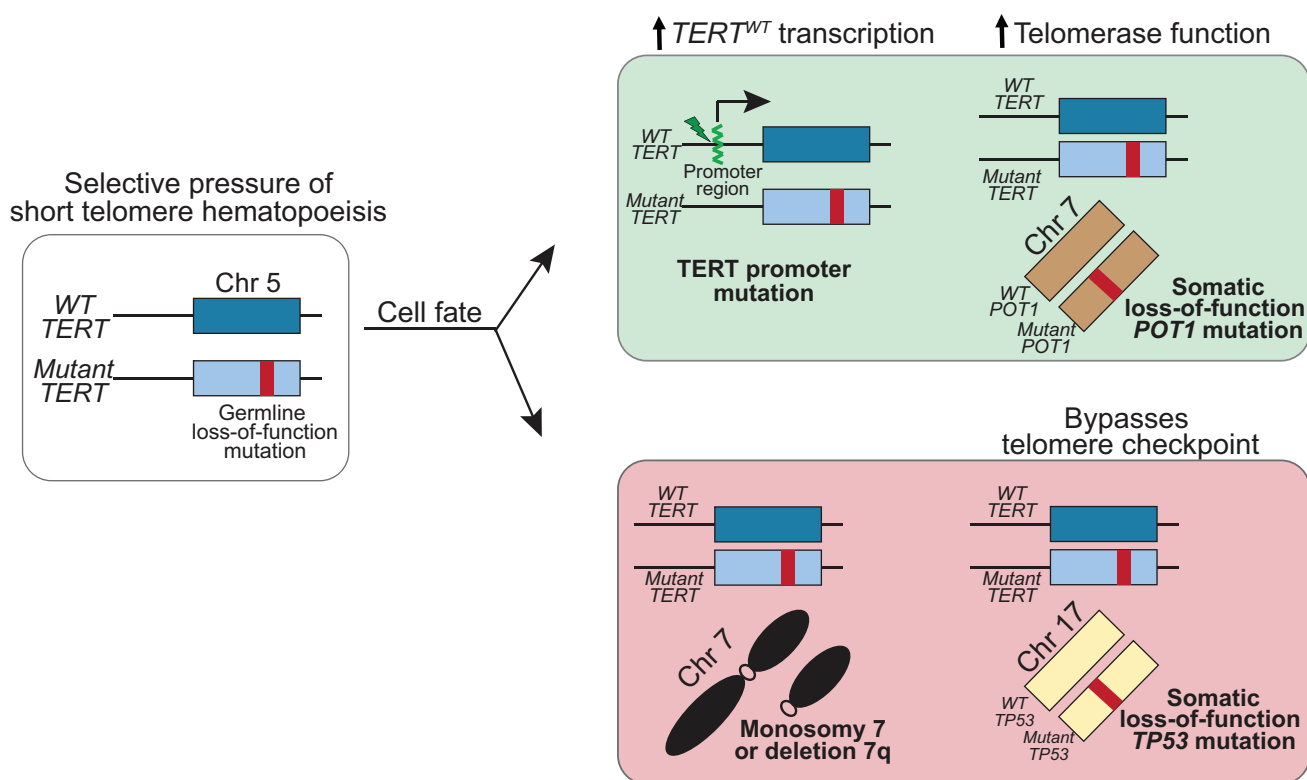 Selective pressure of
short telomere hematopoeisis
Chr 5
WT
TERT
Mutant
TERT
Germline
loss-of-function
mutation
Cell fate
TERTWT transcription
Telomerase function
WT
TERT
Promoter
region
Mutant
TERT
TERT promoter
mutation
WT
TERT
Mutant
TERT
Chr 7
WT
POT1
Mutant
POT1
Somatic
loss-of-function
POT1 mutation
Bypasses
telomere checkpoint
WT
TERT
Mutant
TERT
Chr 7
Monosomy 7
or deletion 7q
WT
TERT
Mutant
TERT
Chr 17
WT
TP53
Mutant
TP53
Somatic
loss-of-function
TP53 mutation